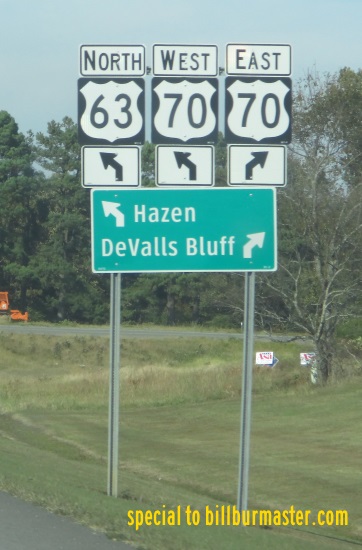 NORTH WEST EAST
63 70 70
Hazen
DeValls Bluff
special to billburmaster.com